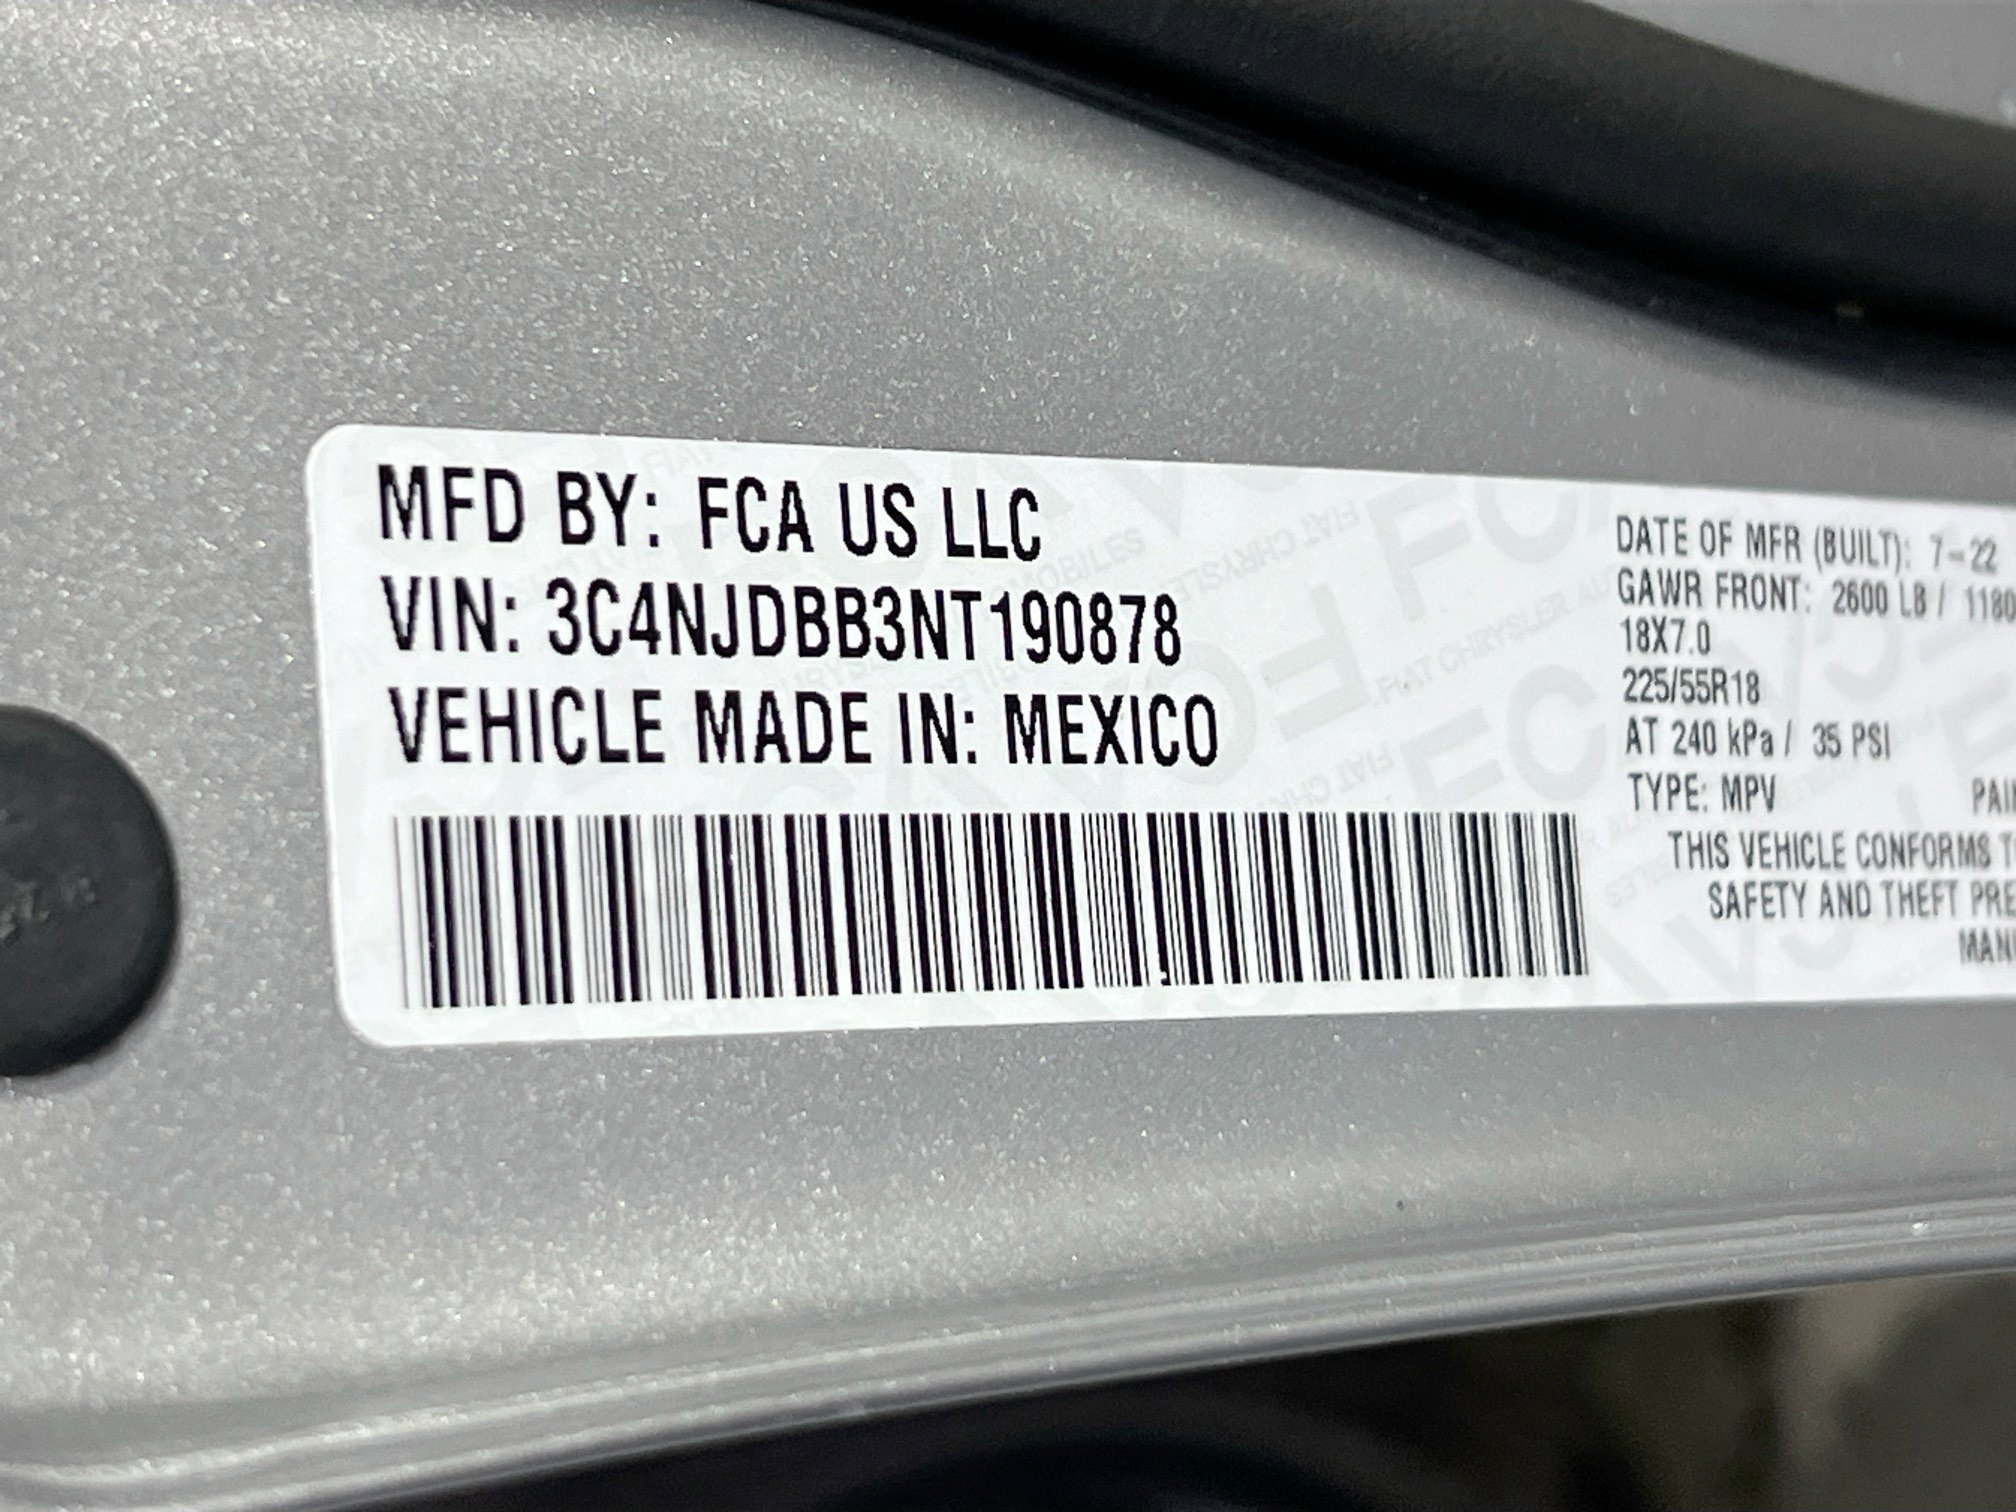 MFD BY: FCA US LLC
VIN: 3C4NJDBB3NT190878
VEHICLE MADE IN: MEXICO
DATE OF MFR (BUILT): 7-22
GAWR FRONT: 2600 LB / 1180
18X7.0
225/55R18
AT 240 kPa / 35 PSI
TYPE: MPV
THIS VEHICLE CONFORMS
SAFETY AND THEFT